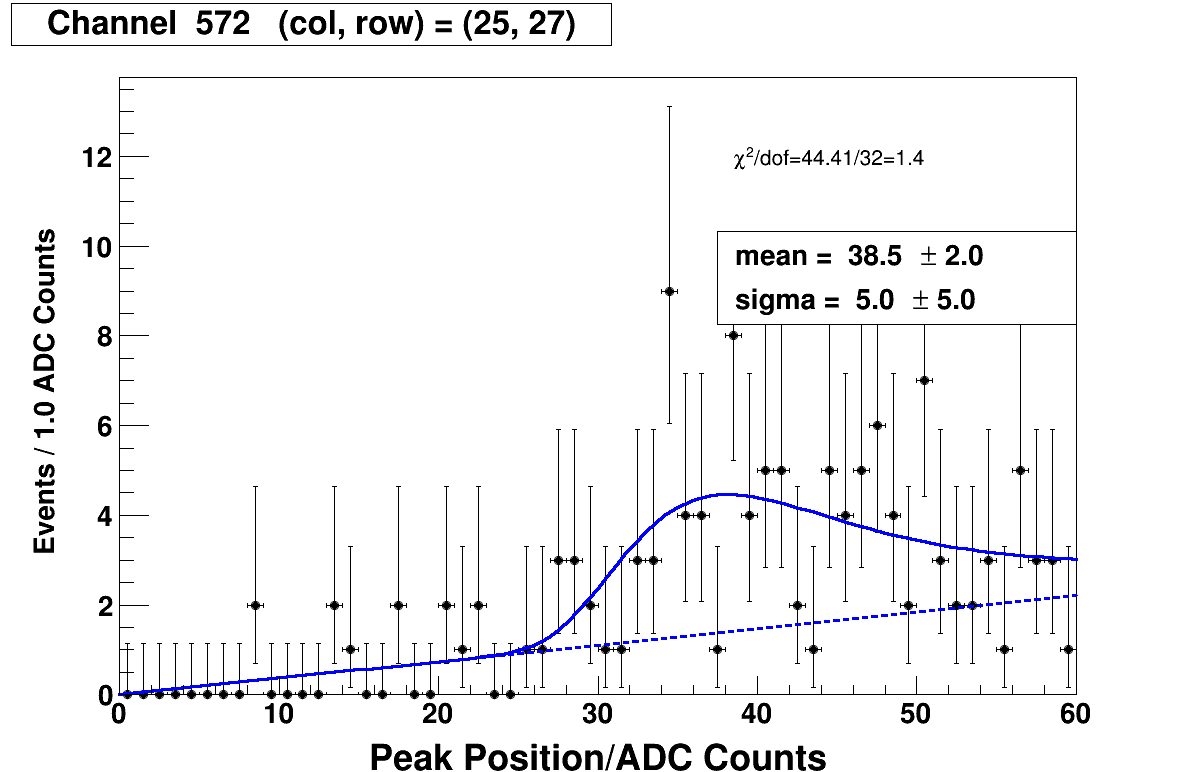 Channel 572 (col, row) = (25, 27)
χ²/dof=44.41/32=1.4
mean = 38.5 ± 2.0
sigma = 5.0 ± 5.0
Events / 1.0 ADC Counts
12
10
8
6
4
2
0
0 10 20 30 40 50 60
Peak Position/ADC Counts